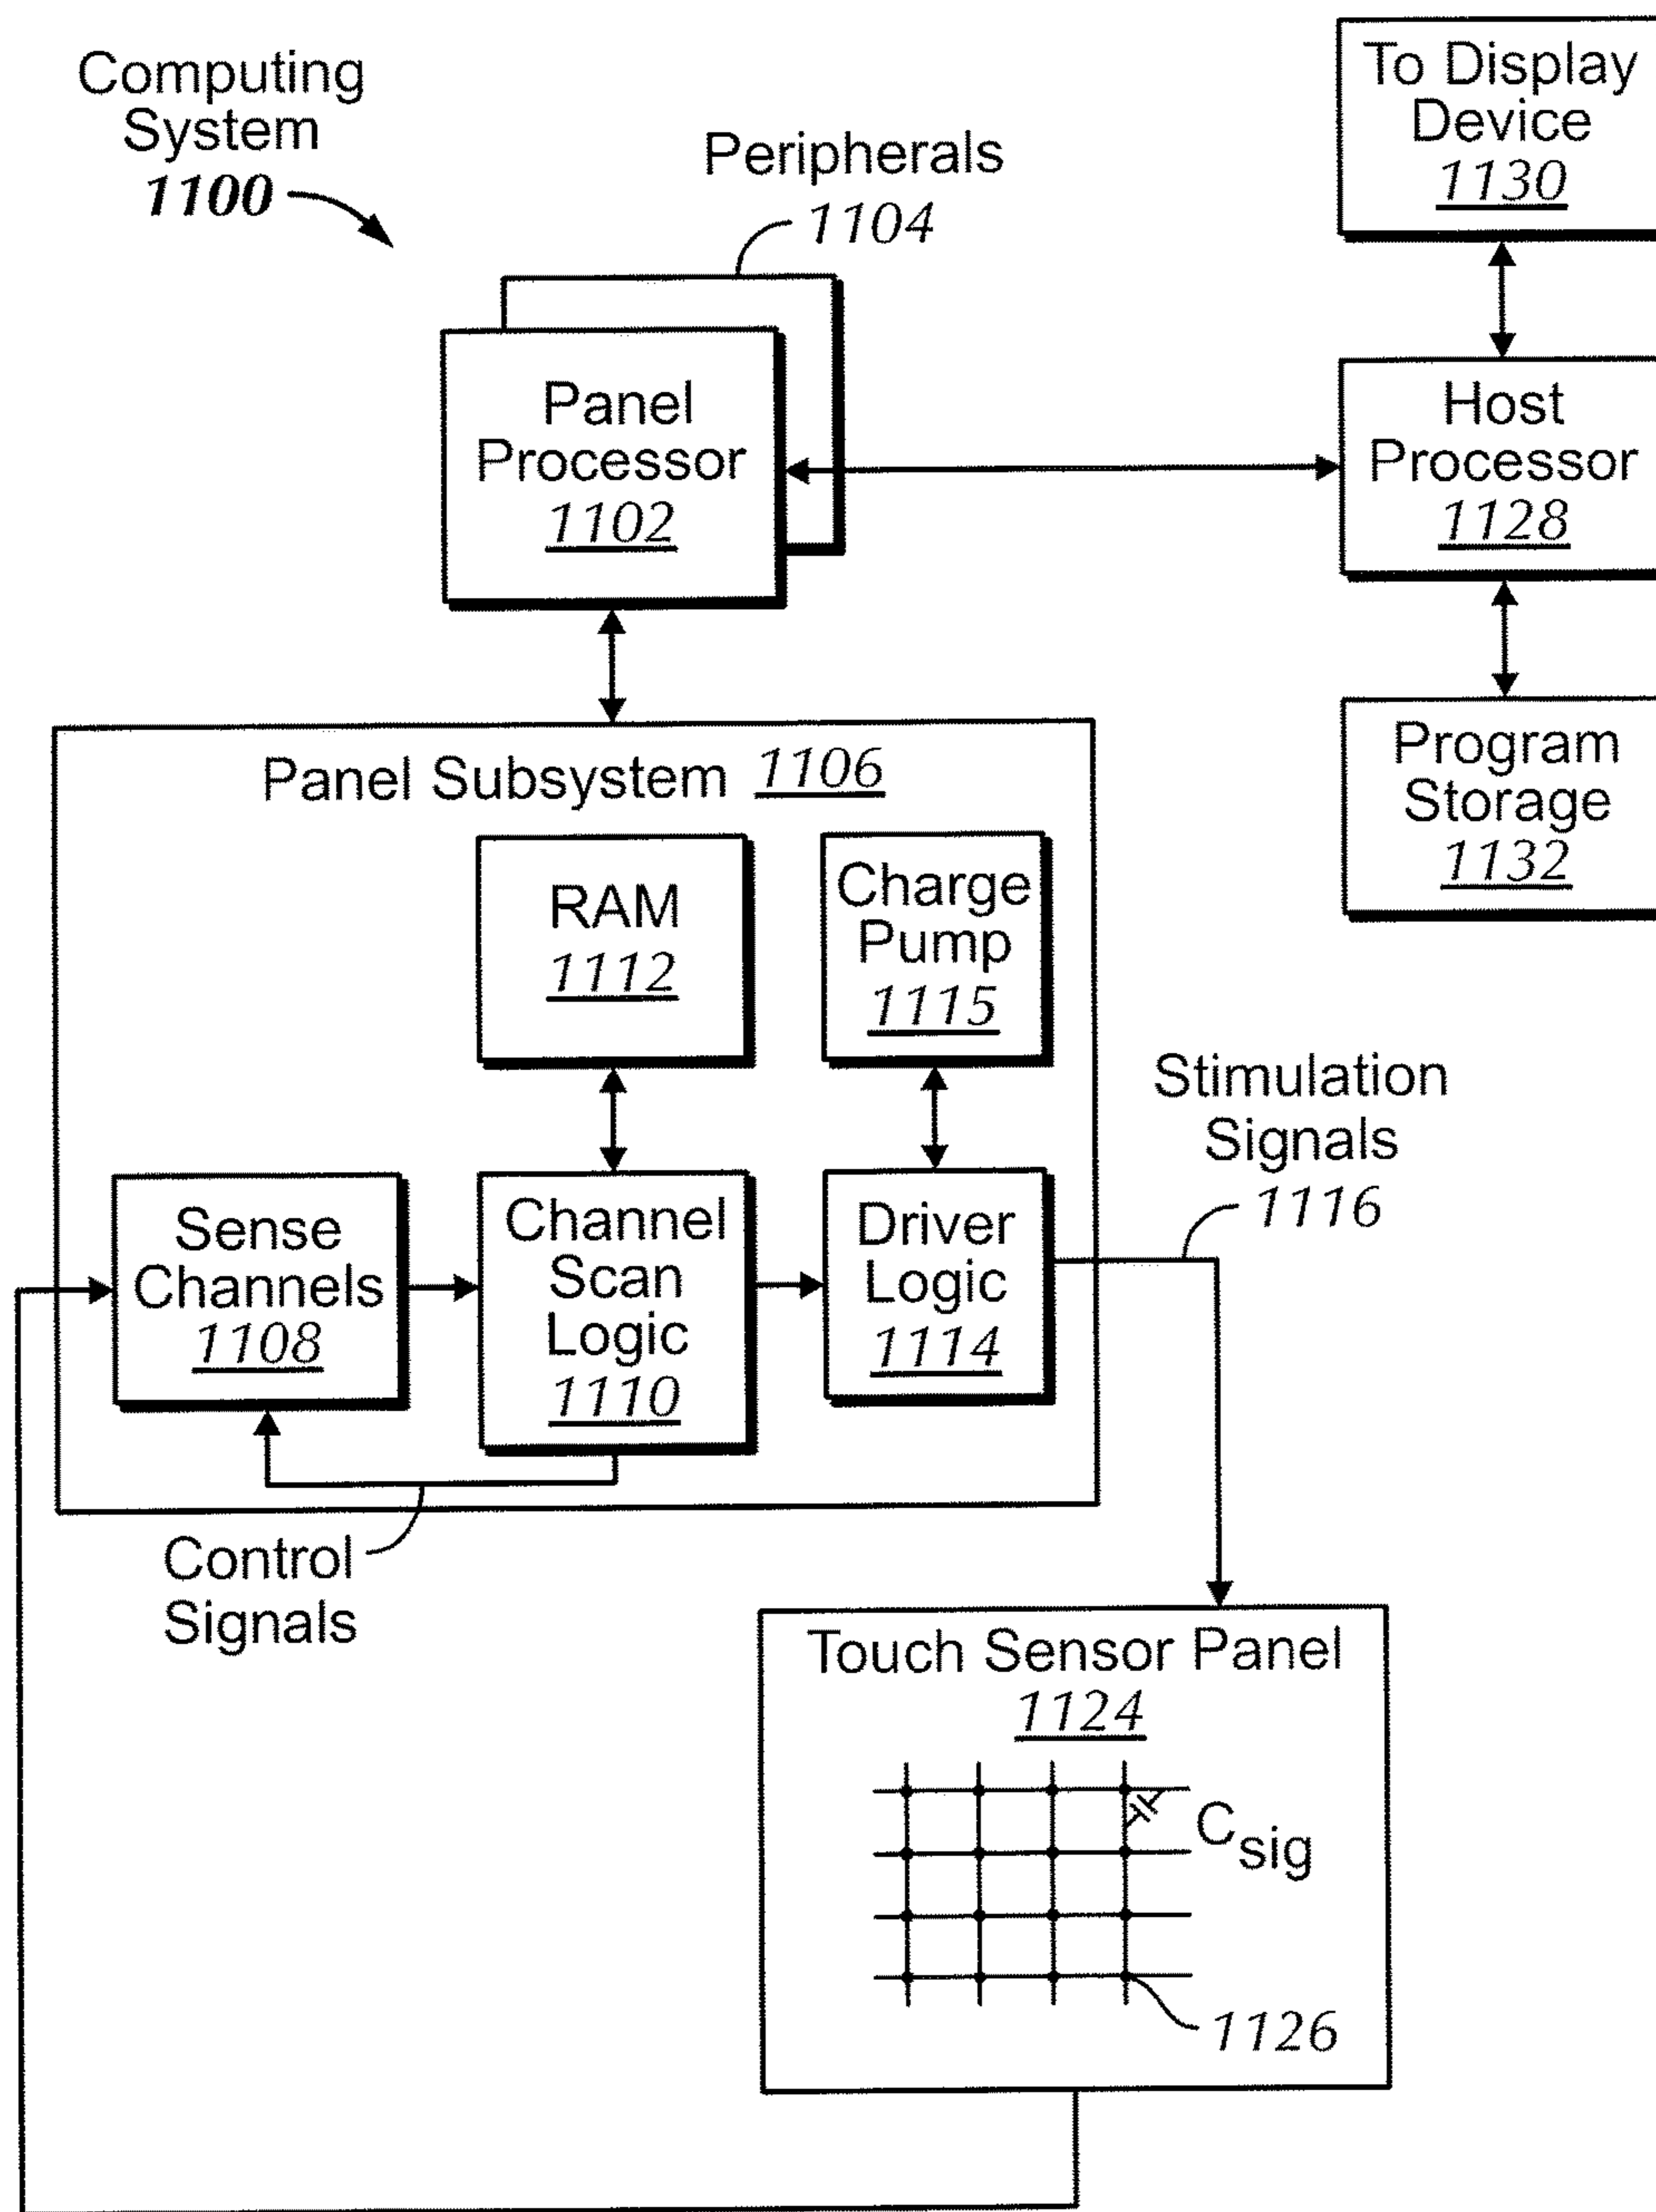 Computing
System
1100
Peripherals
1104
To Display
Device
1130
Panel
Processor
1102
Host
Processor
1128
Program
Storage
1132
Panel Subsystem 1106
RAM
1112
Charge
Pump
1115
Stimulation
Signals
1116
Sense
Channels
1108
Channel
Scan
Logic
1110
Driver
Logic
1114
Control
Signals
Touch Sensor Panel
1124
Csig
1126